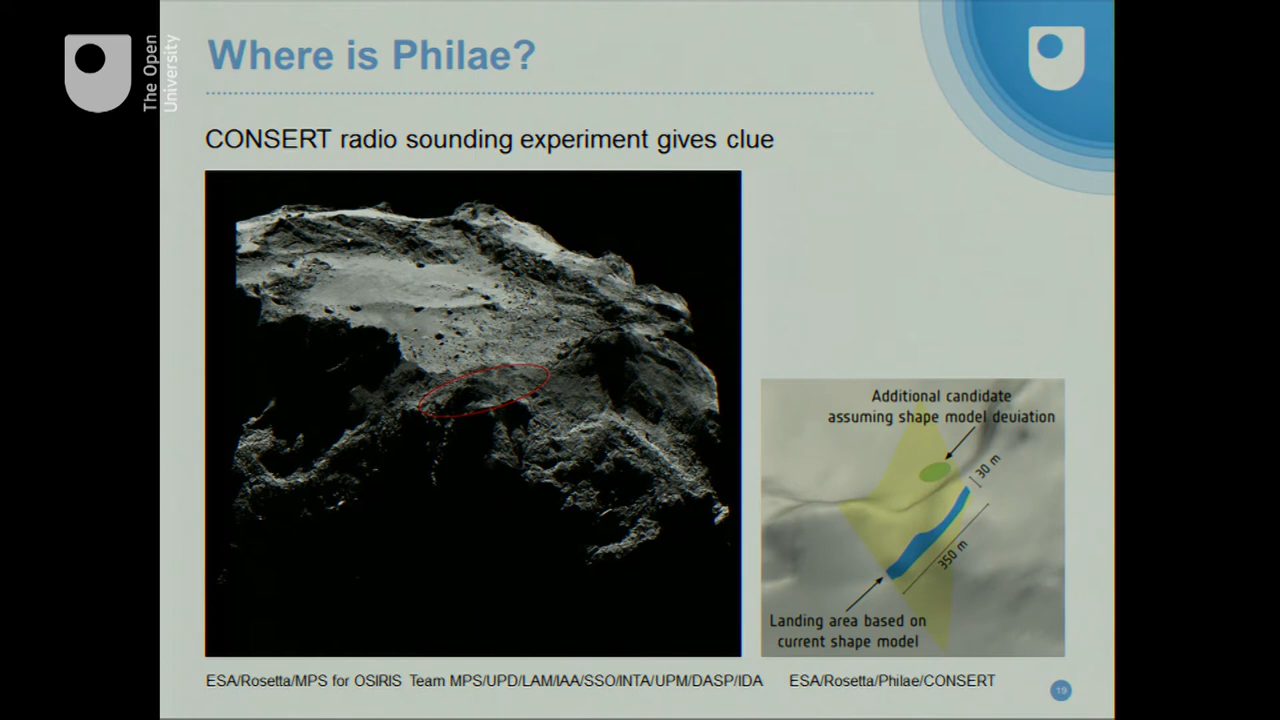 The Open
University
Where is Philae?
CONSERT radio sounding experiment gives clue
Additional candidate
assuming shape model deviation
30 m
350 m
Landing area based on
current shape model
ESA/Rosetta/MPS for OSIRIS Team MPS/UPD/LAM/IAA/SSO/INTA/UPM/DASP/IDA
ESA/Rosetta/Philae/CONSERT
19